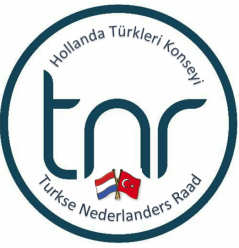 Hollanda Türkleri Konseyi
tnr
Turkse Nederlanders Raad